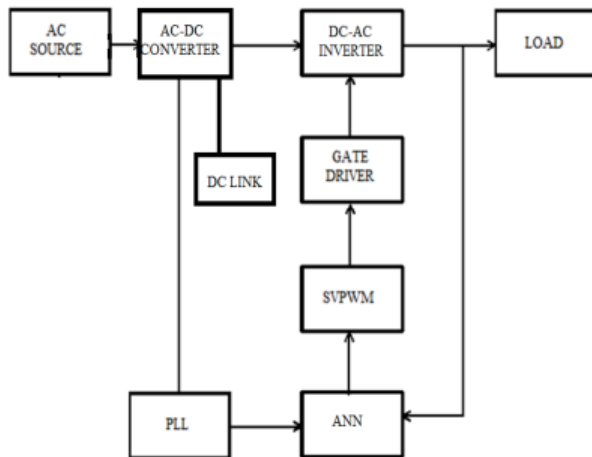 AC
SOURCE
AC-DC
CONVERTER
DC-AC
INVERTER
LOAD
DC LINK
GATE
DRIVER
SVPWM
PLL
ANN